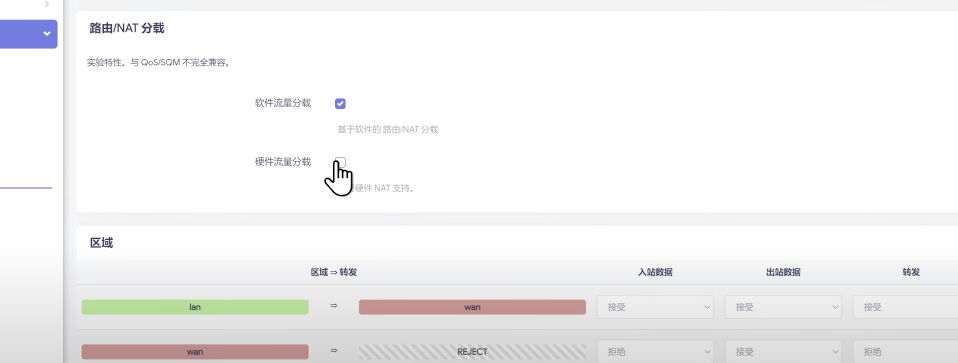 路由/NAT 分载
实验特性。与 QoS/SQM 不完全兼容。
软件流量分载
基于软件的 路由/NAT 分载
硬件流量分载
硬件 NAT 支持。
区域
区域 ⇒ 转发 入站数据 出站数据 转发
lan ⇒ wan 接受 接受 接受
wan ⇒ REJECT 拒绝 接受 拒绝